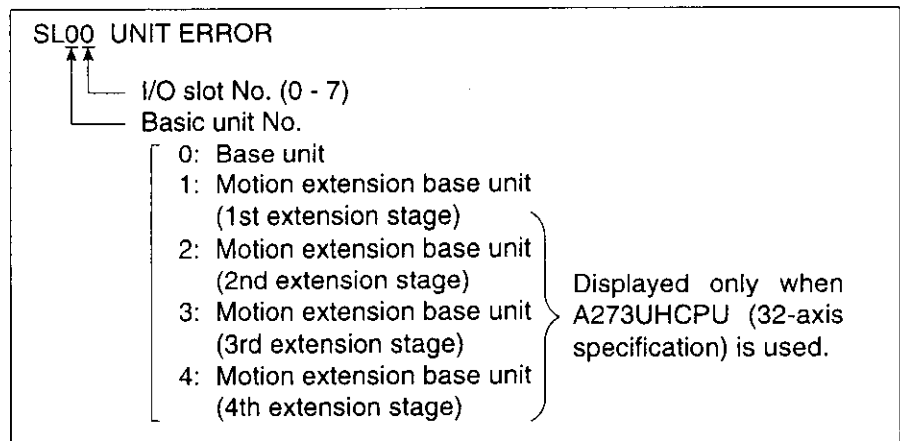 SL00 UNIT ERROR
I/O slot No. (0 - 7)
Basic unit No.
0: Base unit
1: Motion extension base unit
(1st extension stage)
2: Motion extension base unit
(2nd extension stage)
3: Motion extension base unit
(3rd extension stage)
4: Motion extension base unit
(4th extension stage)
Displayed only when
A273UHCPU (32-axis
specification) is used.